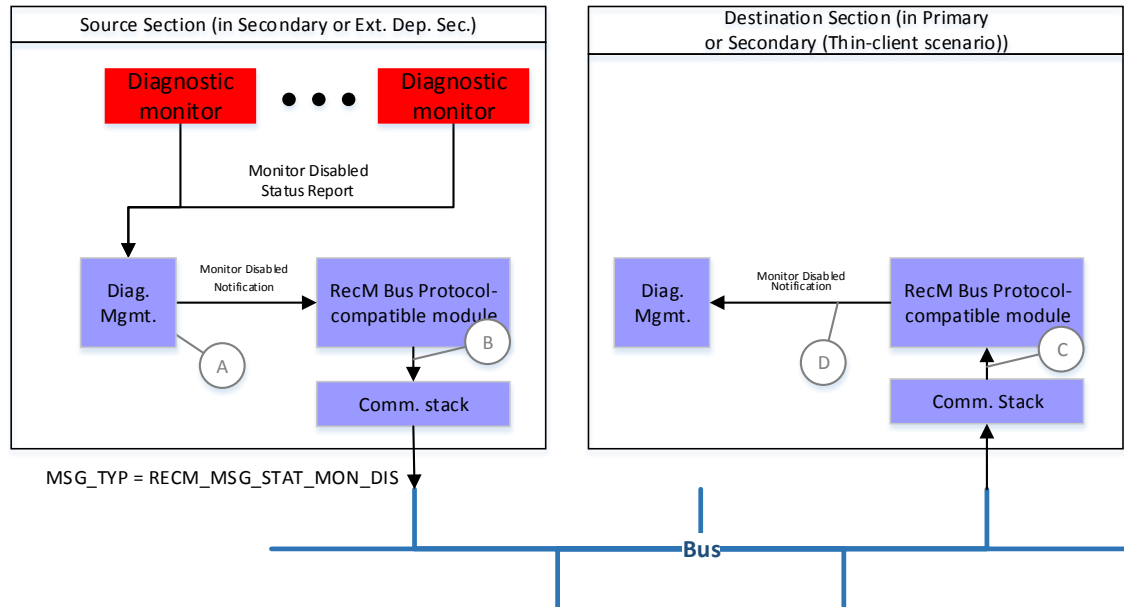 Source Section (in Secondary or Ext. Dep. Sec.)
Destination Section (in Primary
or Secondary (Thin-client scenario))
Diagnostic
monitor
Diagnostic
monitor
Monitor Disabled
Status Report
Diag.
Mgmt.
Monitor Disabled
Notification
RecM Bus Protocol-
compatible module
A
B
Comm. stack
Diag.
Mgmt.
Monitor Disabled
Notification
RecM Bus Protocol-
compatible module
D
C
Comm. Stack
MSG_TYP = RECM_MSG_STAT_MON_DIS
Bus